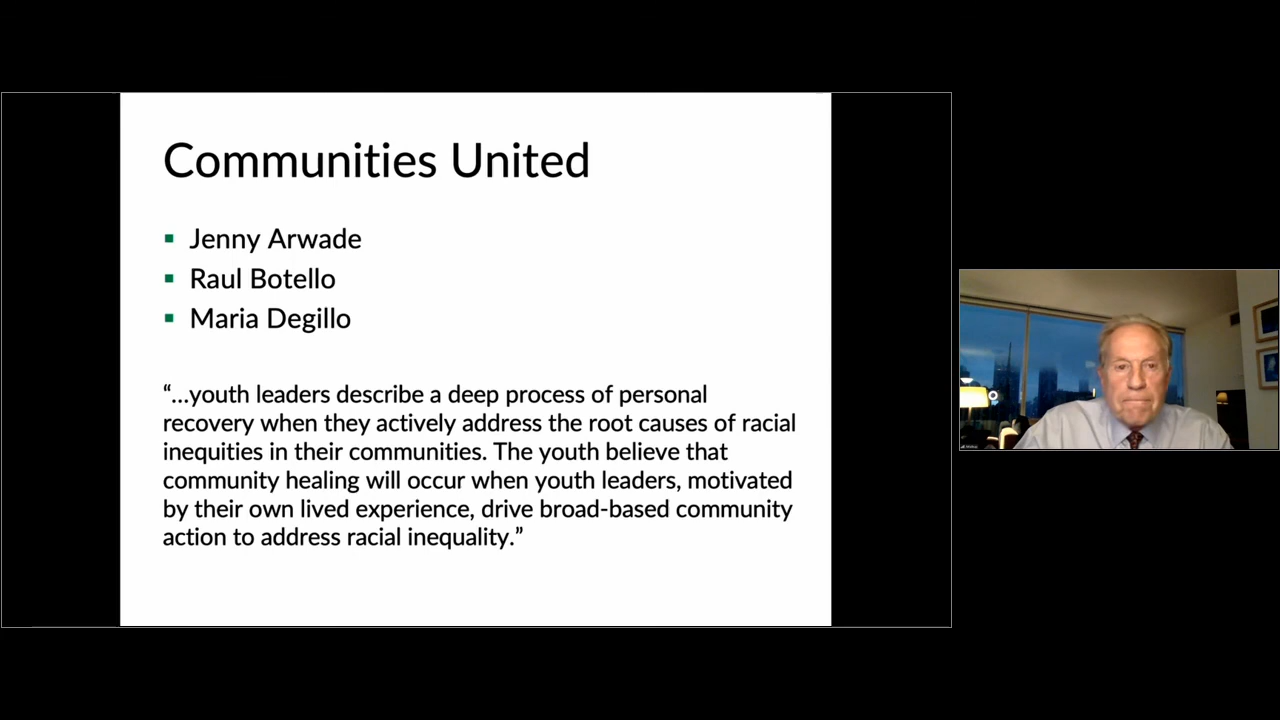 Communities United
▪ Jenny Arwade
▪ Raul Botello
▪ Maria Degillo
“...youth leaders describe a deep process of personal
recovery when they actively address the root causes of racial
inequities in their communities. The youth believe that
community healing will occur when youth leaders, motivated
by their own lived experience, drive broad-based community
action to address racial inequality.”